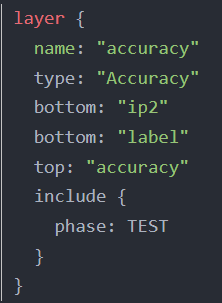 layer {
  name: "accuracy"
  type: "Accuracy"
  bottom: "ip2"
  bottom: "label"
  top: "accuracy"
  include {
    phase: TEST
  }
}